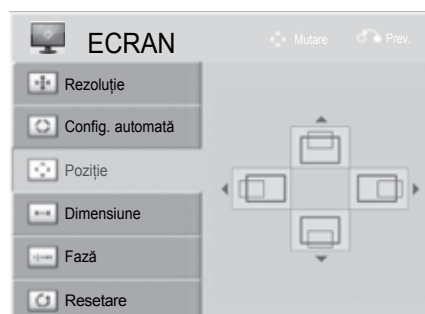 ECRAN
Mutare
Prev.
Rezoluție
Config. automată
Poziție
Dimensiune
Fază
Resetare